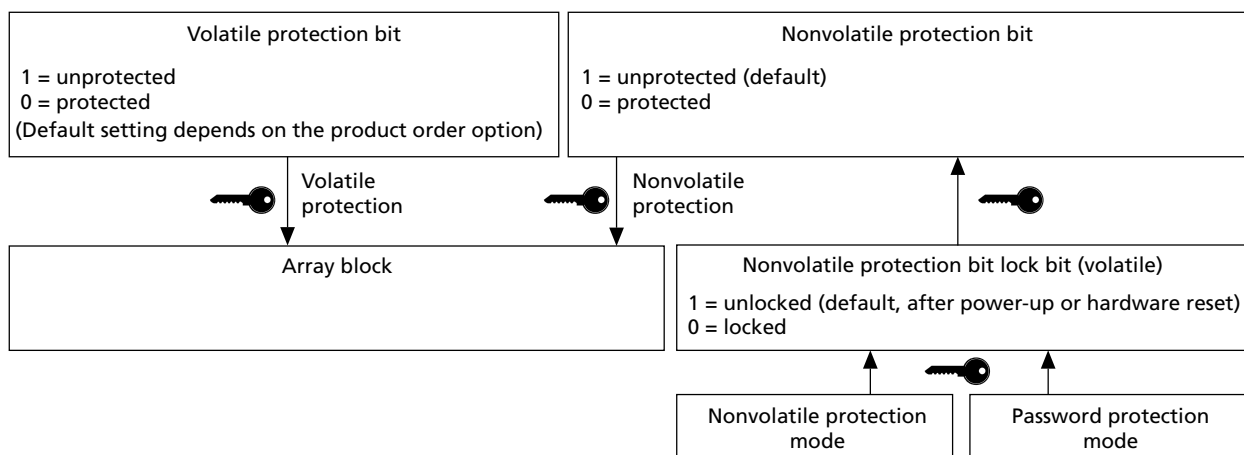 Volatile protection bit
1 = unprotected
0 = protected
(Default setting depends on the product order option)
Nonvolatile protection bit
1 = unprotected (default)
0 = protected
Volatile
protection
Nonvolatile
protection
Array block
Nonvolatile protection bit lock bit (volatile)
1 = unlocked (default, after power-up or hardware reset)
0 = locked
Nonvolatile protection
mode
Password protection
mode